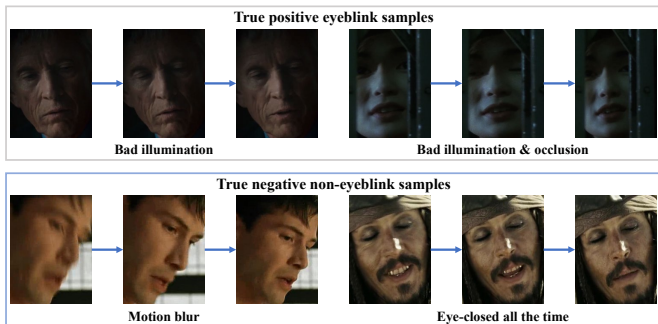 True positive eyeblink samples
Bad illumination
Bad illumination & occlusion
True negative non-eyeblink samples
Motion blur
Eye-closed all the time